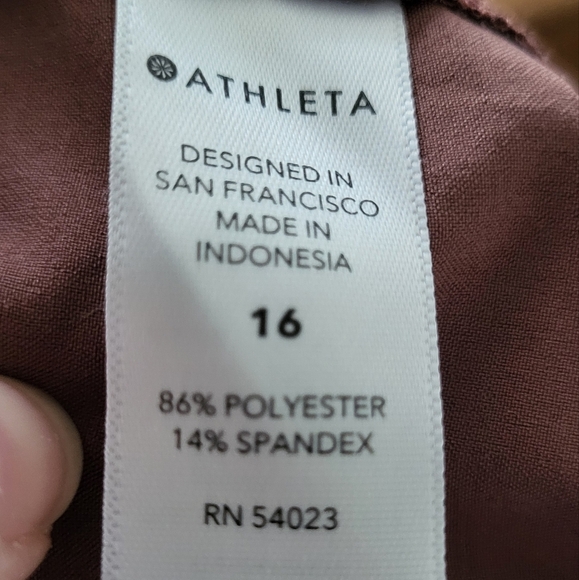 ATHLETA
DESIGNED IN
SAN FRANCISCO
MADE IN
INDONESIA
16
86% POLYESTER
14% SPANDEX
RN 54023